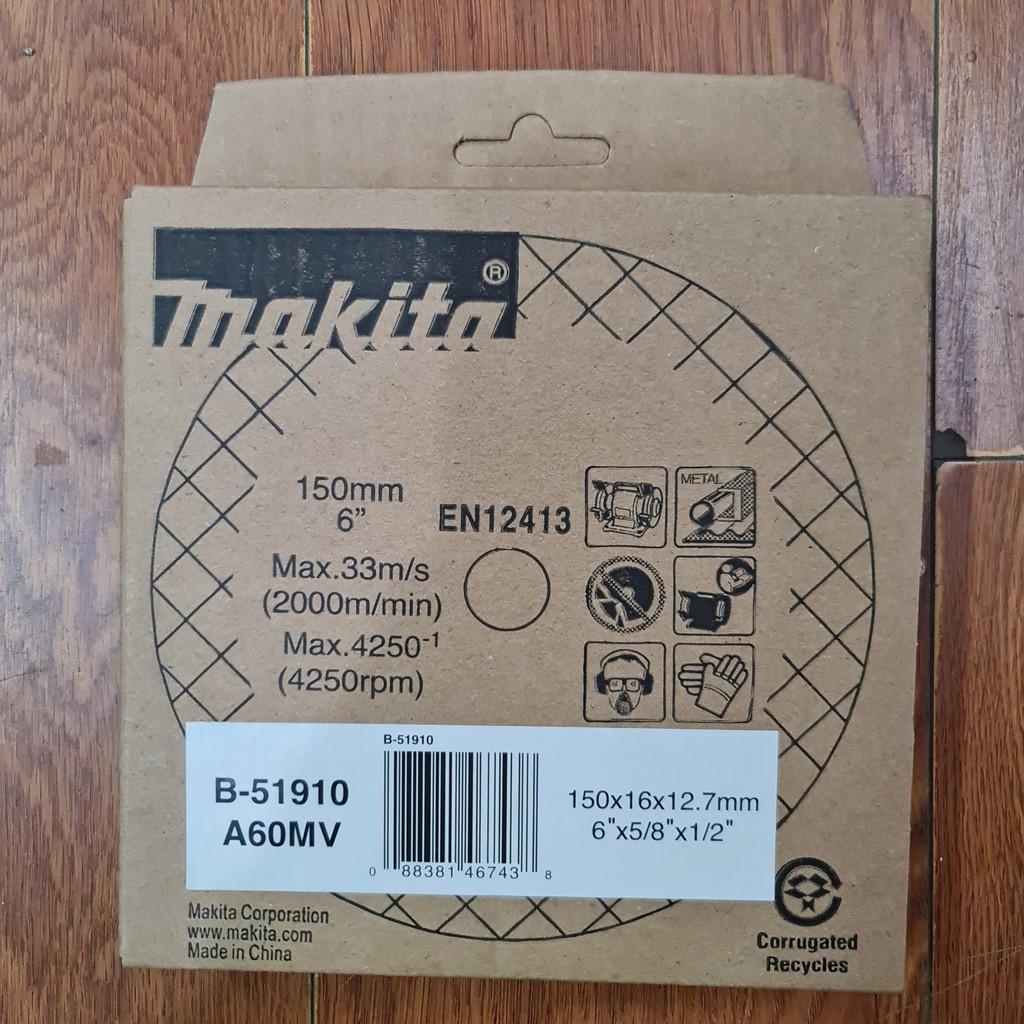 makita®
150mm
6”
EN12413
METAL
Max.33m/s
(2000m/min)
Max.4250⁻¹
(4250rpm)
B-51910
B-51910
A60MV
0 88381 46743 8
150x16x12.7mm
6"x5/8"x1/2"
Makita Corporation
www.makita.com
Made in China
Corrugated
Recycles